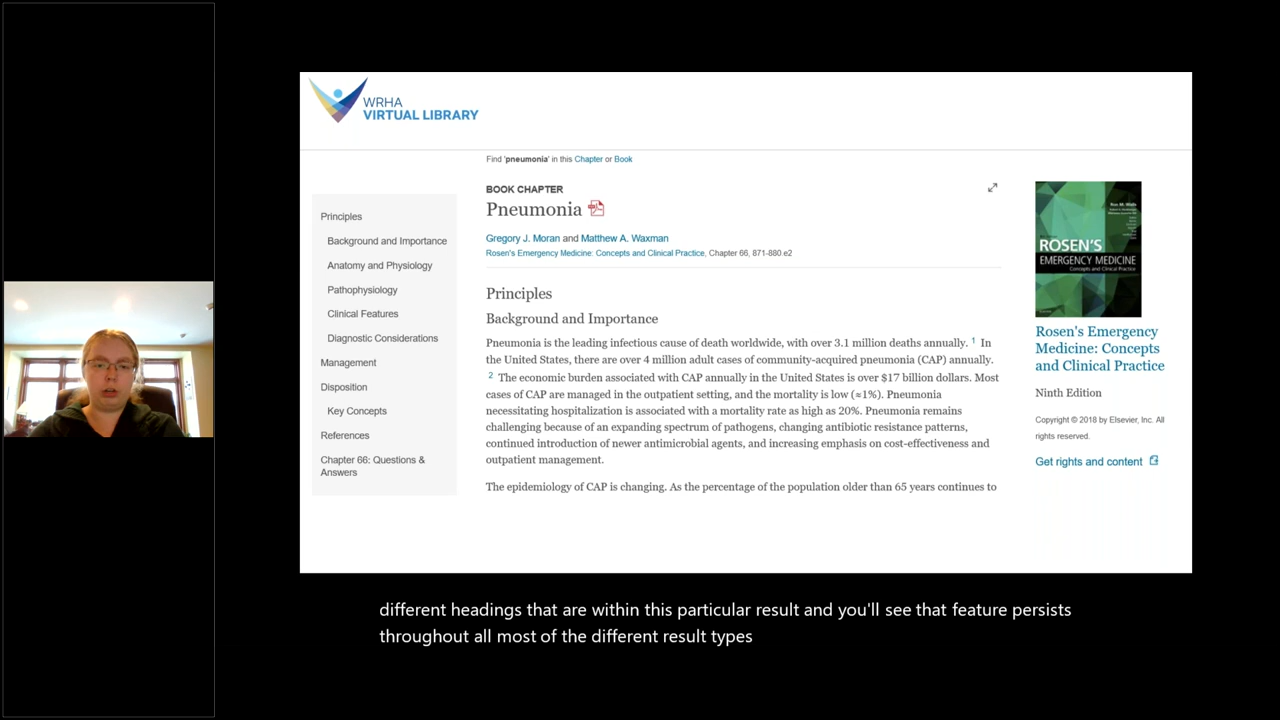 WRHA
VIRTUAL LIBRARY
Find 'pneumonia' in this Chapter or Book
BOOK CHAPTER
Pneumonia
Gregory J. Moran and Matthew A. Waxman
Rosen's Emergency Medicine: Concepts and Clinical Practice, Chapter 66, 871-880.e2
Principles
Background and Importance
Anatomy and Physiology
Pathophysiology
Clinical Features
Diagnostic Considerations
Management
Disposition
Key Concepts
References
Chapter 66: Questions &
Answers
Principles
Background and Importance
Pneumonia is the leading infectious cause of death worldwide, with over 3.1 million deaths annually. 1 In
the United States, there are over 4 million adult cases of community-acquired pneumonia (CAP) annually.
2 The economic burden associated with CAP annually in the United States is over $17 billion dollars. Most
cases of CAP are managed in the outpatient setting, and the mortality is low (≈1%). Pneumonia
necessitating hospitalization is associated with a mortality rate as high as 20%. Pneumonia remains
challenging because of an expanding spectrum of pathogens, changing antibiotic resistance patterns,
continued introduction of newer antimicrobial agents, and increasing emphasis on cost-effectiveness and
outpatient management.
The epidemiology of CAP is changing. As the percentage of the population older than 65 years continues to
ROSEN'S
EMERGENCY MEDICINE
Concepts and Clinical Practice
Rosen's Emergency
Medicine: Concepts
and Clinical Practice
Ninth Edition
Copyright © 2018 by Elsevier, Inc. All
rights reserved.
Get rights and content
different headings that are within this particular result and you'll see that feature persists
throughout all most of the different result types